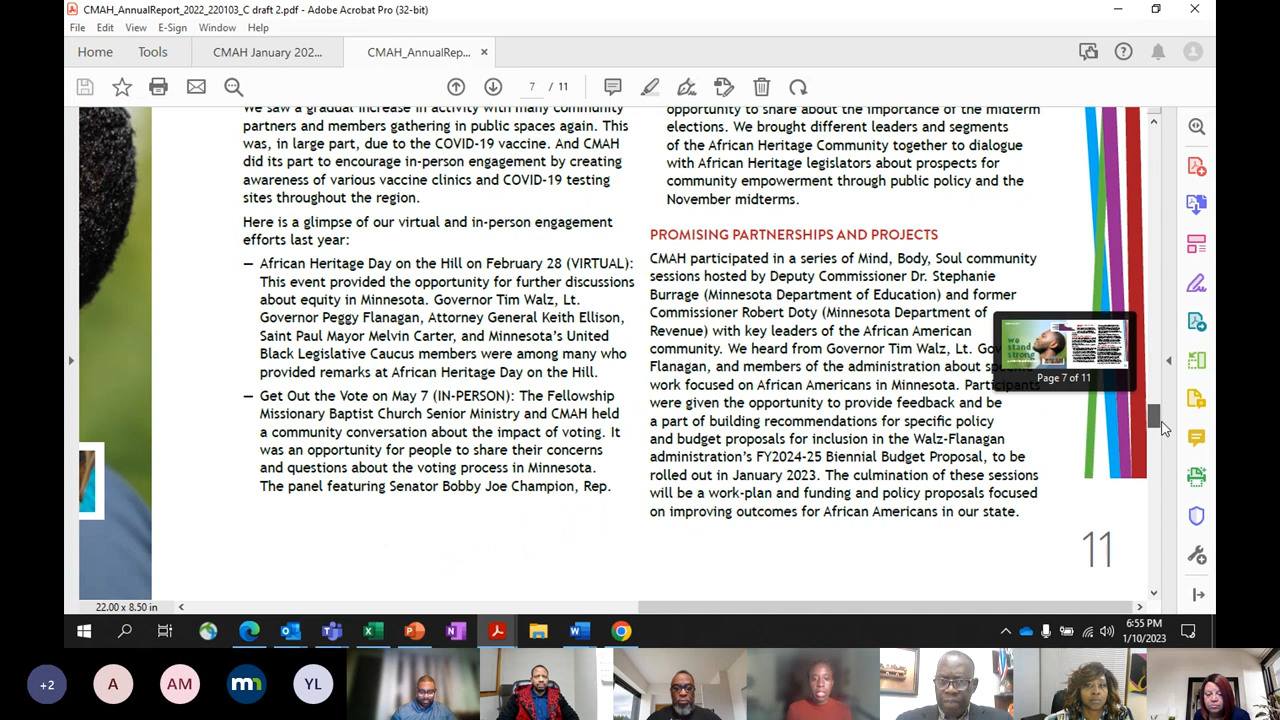 CMAH_AnnualReport_2022_220103_C draft 2.pdf - Adobe Acrobat Pro (32-bit)
File Edit View E-Sign Window Help
Home Tools CMAH January 202... CMAH_AnnualRep... ×
7 / 11
We saw a gradual increase in activity with many community
partners and members gathering in public spaces again. This
was, in large part, due to the COVID-19 vaccine. And CMAH
did its part to encourage in-person engagement by creating
awareness of various vaccine clinics and COVID-19 testing
sites throughout the region.
Here is a glimpse of our virtual and in-person engagement
efforts last year:
— African Heritage Day on the Hill on February 28 (VIRTUAL):
This event provided the opportunity for further discussions
about equity in Minnesota. Governor Tim Walz, Lt.
Governor Peggy Flanagan, Attorney General Keith Ellison,
Saint Paul Mayor Melvin Carter, and Minnesota's United
Black Legislative Caucus members were among many who
provided remarks at African Heritage Day on the Hill.
— Get Out the Vote on May 7 (IN-PERSON): The Fellowship
Missionary Baptist Church Senior Ministry and CMAH held
a community conversation about the impact of voting. It
was an opportunity for people to share their concerns
and questions about the voting process in Minnesota.
The panel featuring Senator Bobby Joe Champion, Rep.
opportunity to share about the importance of the midterm
elections. We brought different leaders and segments
of the African Heritage Community together to dialogue
with African Heritage legislators about prospects for
community empowerment through public policy and the
November midterms.
PROMISING PARTNERSHIPS AND PROJECTS
CMAH participated in a series of Mind, Body, Soul community
sessions hosted by Deputy Commissioner Dr. Stephanie
Burrage (Minnesota Department of Education) and former
Commissioner Robert Doty (Minnesota Department of
Revenue) with key leaders of the African American
community. We heard from Governor Tim Walz, Lt. Gov
Flanagan, and members of the administration about spec
work focused on African Americans in Minnesota. Participants
were given the opportunity to provide feedback and be
a part of building recommendations for specific policy
and budget proposals for inclusion in the Walz-Flanagan
administration's FY2024-25 Biennial Budget Proposal, to be
rolled out in January 2023. The culmination of these sessions
will be a work-plan and funding and policy proposals focused
on improving outcomes for African Americans in our state.
we
stand
strong
Page 7 of 11
11
22.00 x 8.50 in
6:55 PM
1/10/2023
+2 A AM mn YL